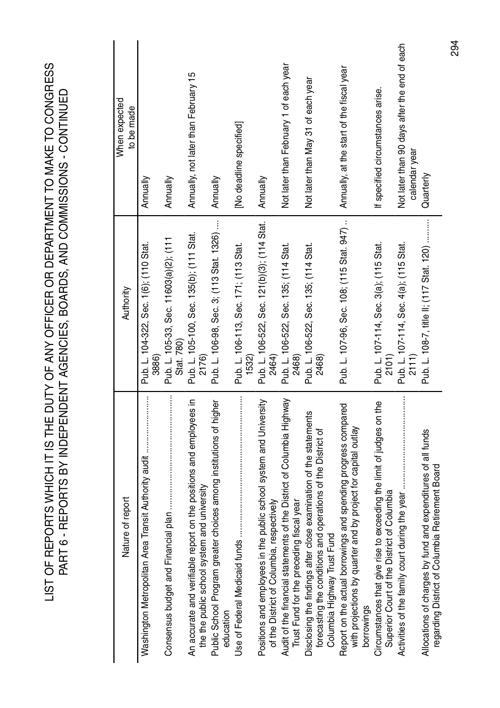 LIST OF REPORTS WHICH IT IS THE DUTY OF ANY OFFICER OR DEPARTMENT TO MAKE TO CONGRESS
PART 6 - REPORTS BY INDEPENDENT AGENCIES, BOARDS, AND COMMISSIONS - CONTINUED
Nature of report
Authority
When expected
to be made
Washington Metropolitan Area Transit Authority audit
Pub. L. 104-322, Sec. 1(6); (110 Stat.
3886)
Annually
Consensus budget and Financial plan
Pub. L. 105-33, Sec. 11603(a)(2); (111
Stat. 780)
Annually
An accurate and verifiable report on the positions and employees in
the the public school system and university
Pub. L. 105-100, Sec. 135(b); (111 Stat.
2176)
Annually, not later than February 15
Public School Program greater choices among institutions of higher
education
Pub. L. 106-98, Sec. 3; (113 Stat. 1326) ....
Annually
Use of Federal Medicaid funds
Pub. L. 106-113, Sec. 171; (113 Stat
1532)
[No deadline specified]
Positions and employees in the public school system and University
of the District of Columbia, respectively
Pub. L. 106-522, Sec. 121(b)(3); (114 Stat.
2464)
Annually
Audit of the financial statements of the District of Columbia Highway
Trust Fund for the preceding fiscal year
Pub. L. 106-522, Sec. 135; (114 Stat.
2468)
Not later than February 1 of each year
Disclosing the findings after close examination of the statements
forecasting the conditions and operations of the District of
Columbia Highway Trust Fund
Pub. L. 106-522, Sec. 135; (114 Stat
2468)
Not later than May 31 of each year
Report on the actual borrowings and spending progress compared
with projections by quarter and by project for capital outlay
borrowings
Pub. L. 107-96, Sec. 108; (115 Stat. 947) ..
Annually, at the start of the fiscal year
Circumstances that give rise to exceeding the limit of judges on the
Superior Court of the District of Columbia
Pub. L. 107-114, Sec. 3(a); (115 Stat.
2101)
If specified circumstances arise.
Activities of the family court during the year
Pub. L. 107-114, Sec. 4(a); (115 Stat.
2111)
Not later than 90 days after the end of each
calendar year
Allocations of charges by fund and expenditures of all funds
regarding District of Columbia Retirement Board
Pub. L. 108-7, title II; (117 Stat. 120) ..........
Quarterly
294